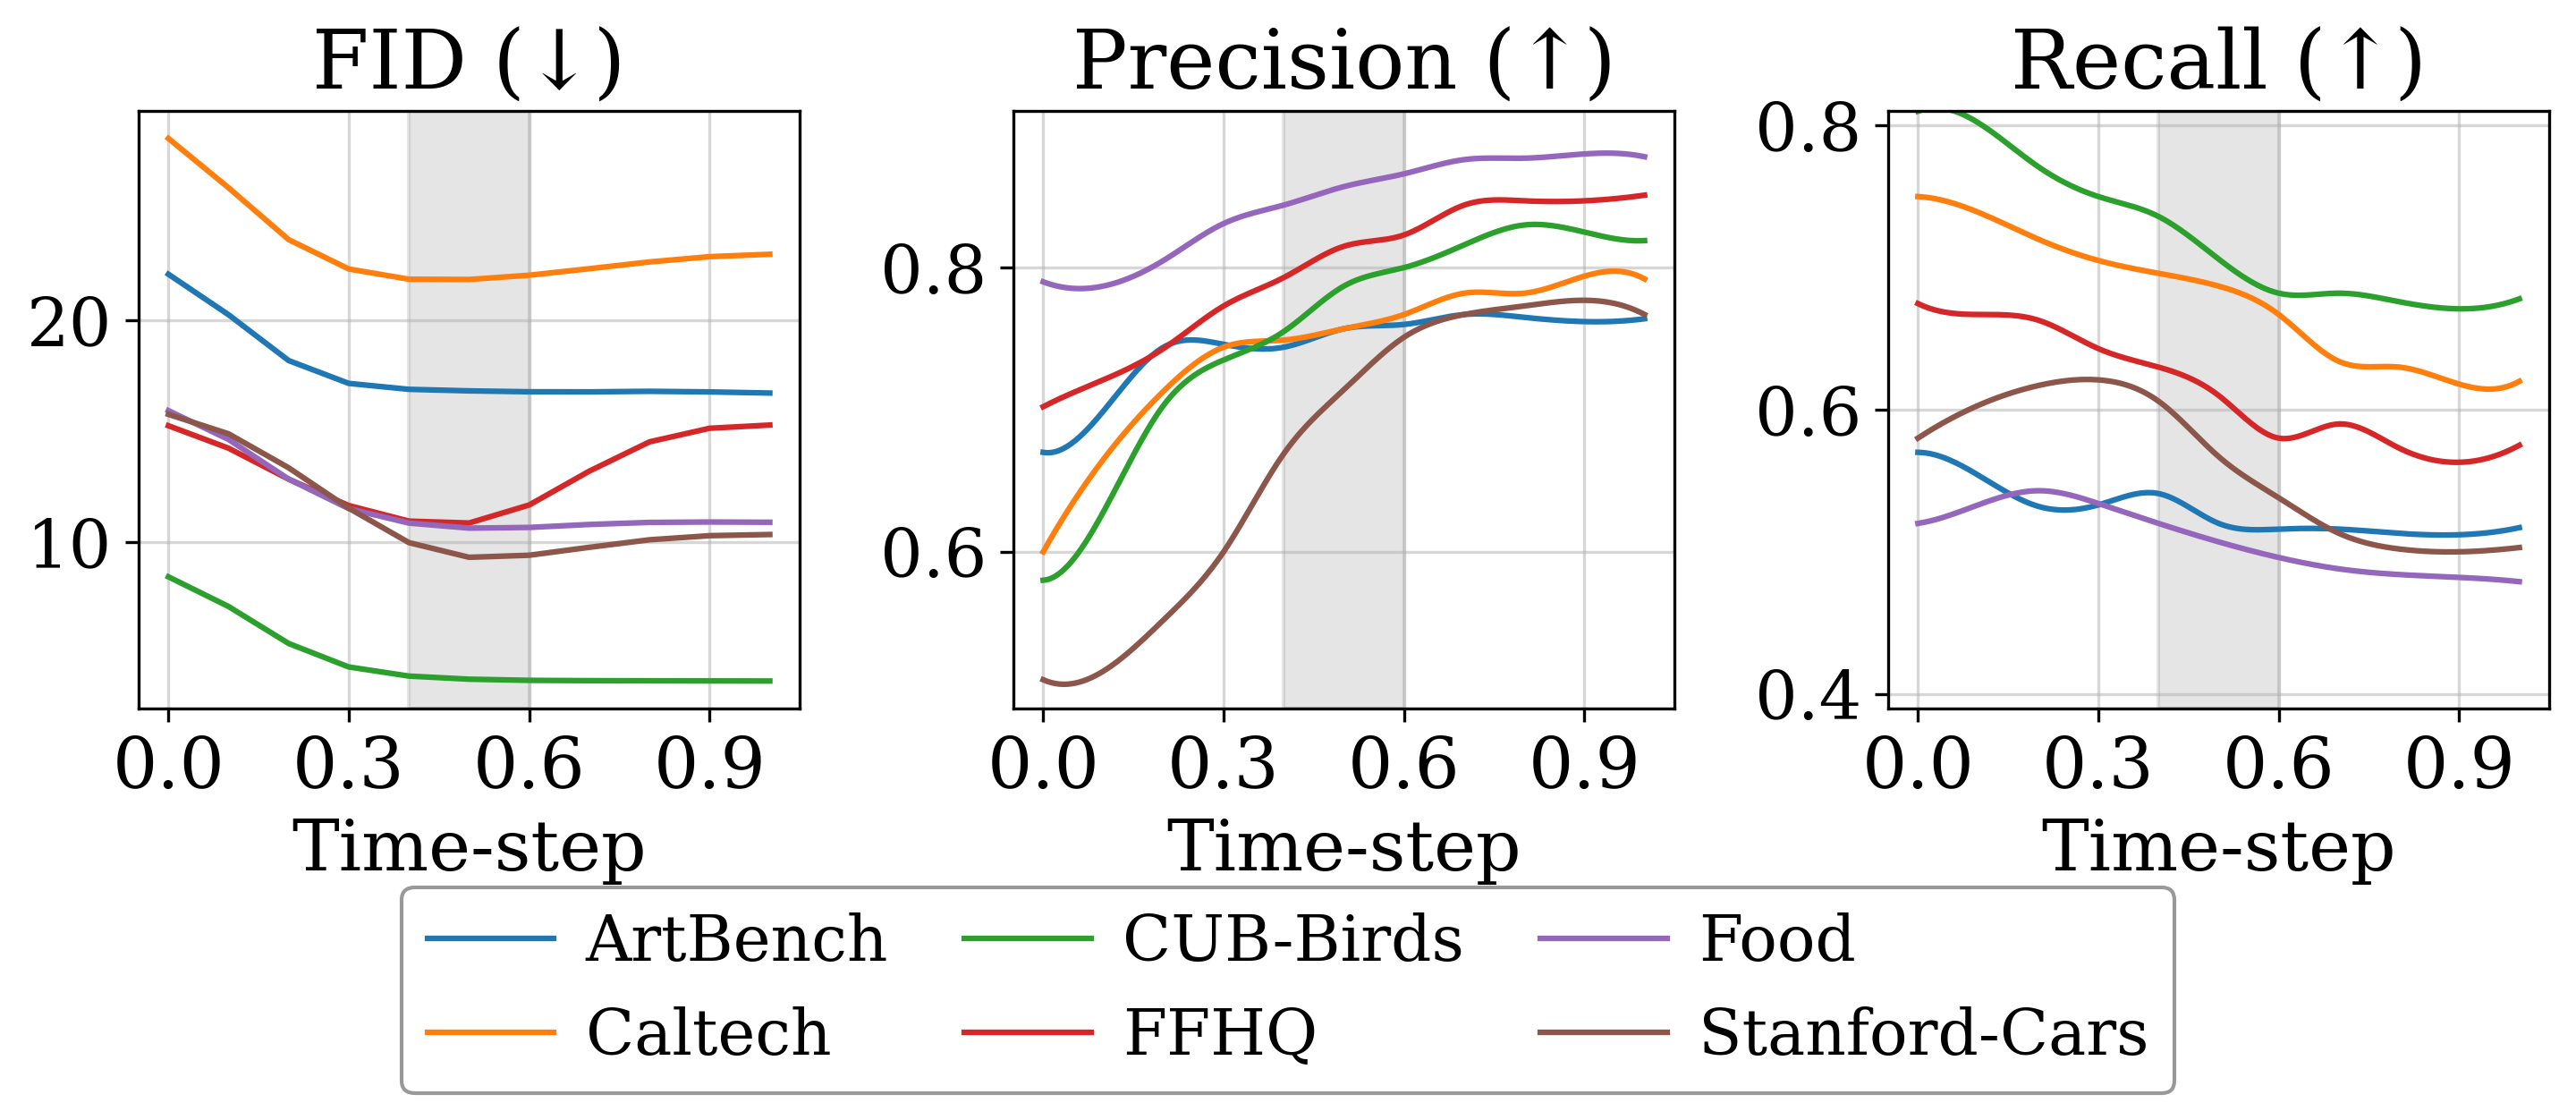 FID (↓)
Precision (↑)
Recall (↑)
20
10
0.0 0.3 0.6 0.9
Time-step
0.8
0.6
0.0 0.3 0.6 0.9
Time-step
0.8
0.6
0.4
0.0 0.3 0.6 0.9
Time-step
ArtBench
CUB-Birds
Food
Caltech
FFHQ
Stanford-Cars